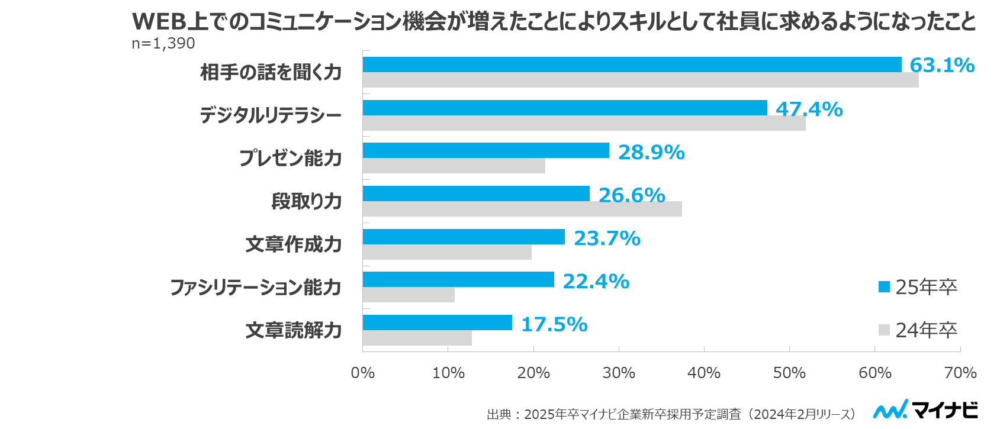 WEB上でのコミュニケーション機会が増えたことによりスキルとして社員に求めるようになったこと
n=1,390
相手の話を聞く力
63.1%
デジタルリテラシー
47.4%
プレゼン能力
28.9%
段取り力
26.6%
文章作成力
23.7%
ファシリテーション能力
22.4%
文章読解力
17.5%
25年卒
24年卒
0% 10% 20% 30% 40% 50% 60% 70%
出典：2025年卒マイナビ企業新卒採用予定調査（2024年2月リリース）
マイナビ